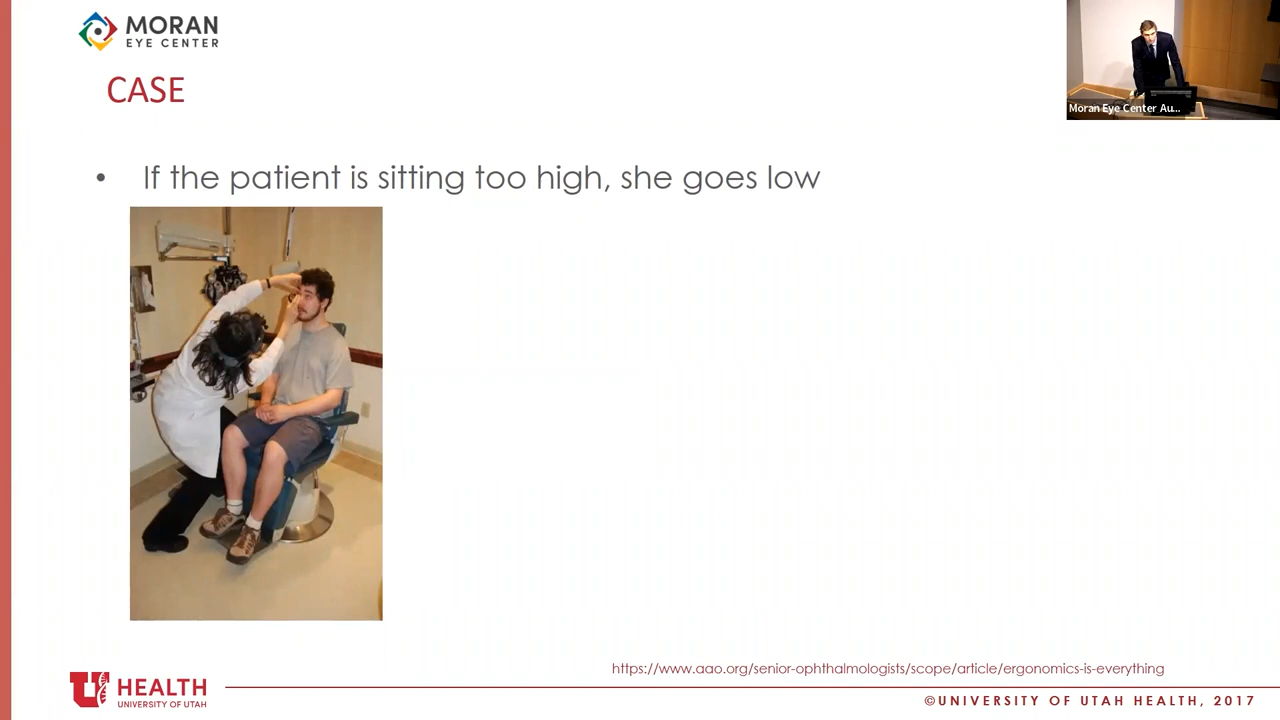 MORAN
EYE CENTER
Moran Eye Center Au...
CASE
• If the patient is sitting too high, she goes low
https://www.aao.org/senior-ophthalmologists/scope/article/ergonomics-is-everything
U HEALTH
UNIVERSITY OF UTAH
©UNIVERSITY OF UTAH HEALTH, 2017